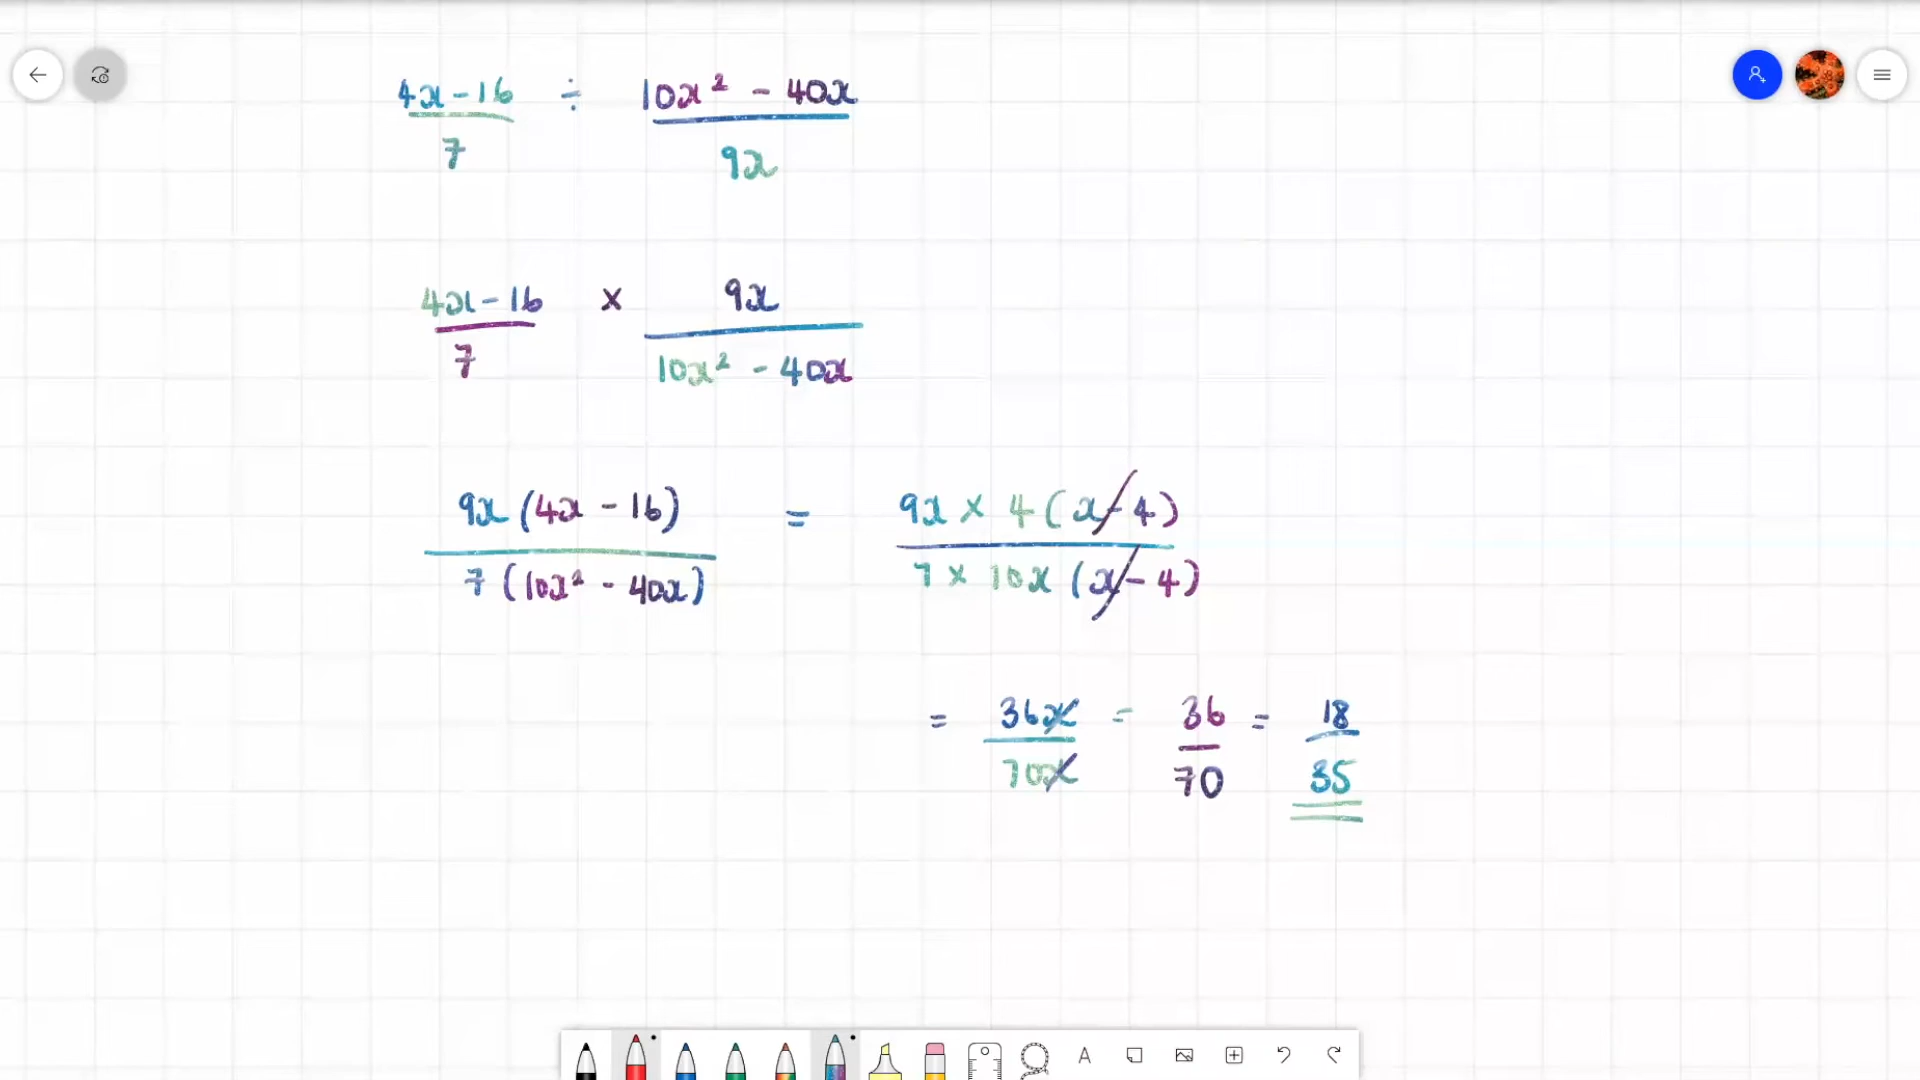 4x-16 ÷ 10x² - 40x
7 9x
4x-16 × 9x
7 10x² - 40x
9x(4x - 16) = 9x × 4(x-4)
7(10x² - 40x) 7 × 10x(x-4)
= 36x = 36 = 18
70x 70 35
A